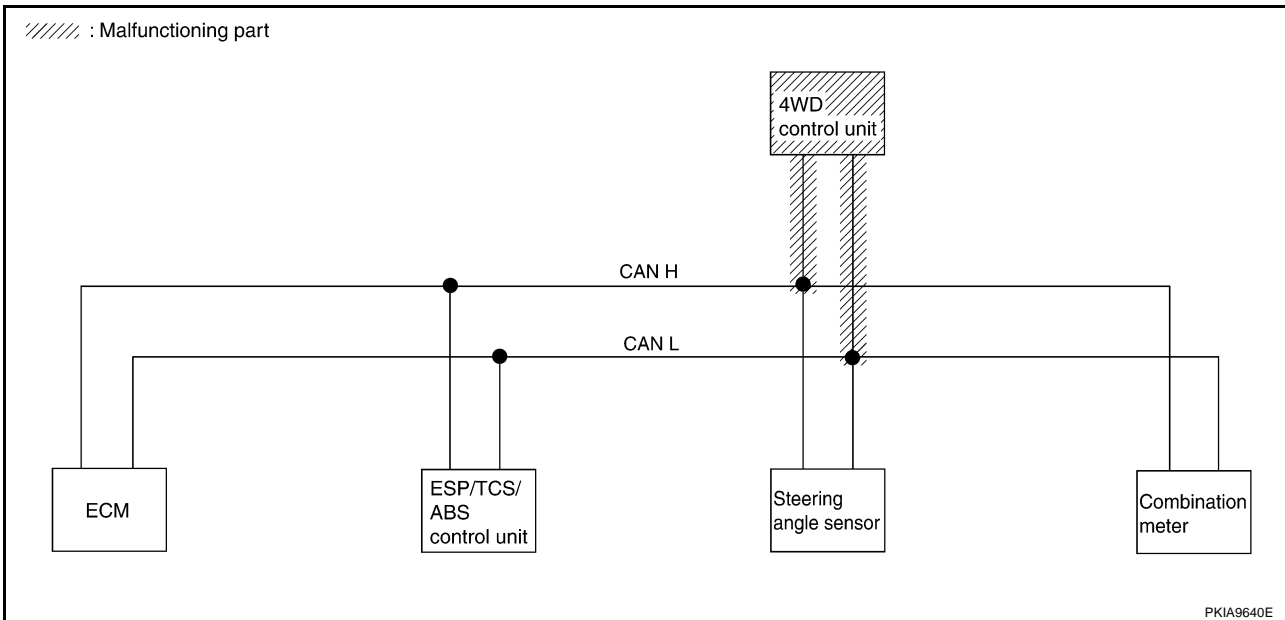 : Malfunctioning part
4WD
control unit
CAN H
CAN L
ECM
ESP/TCS/
ABS
control unit
Steering
angle sensor
Combination
meter
PKIA9640E